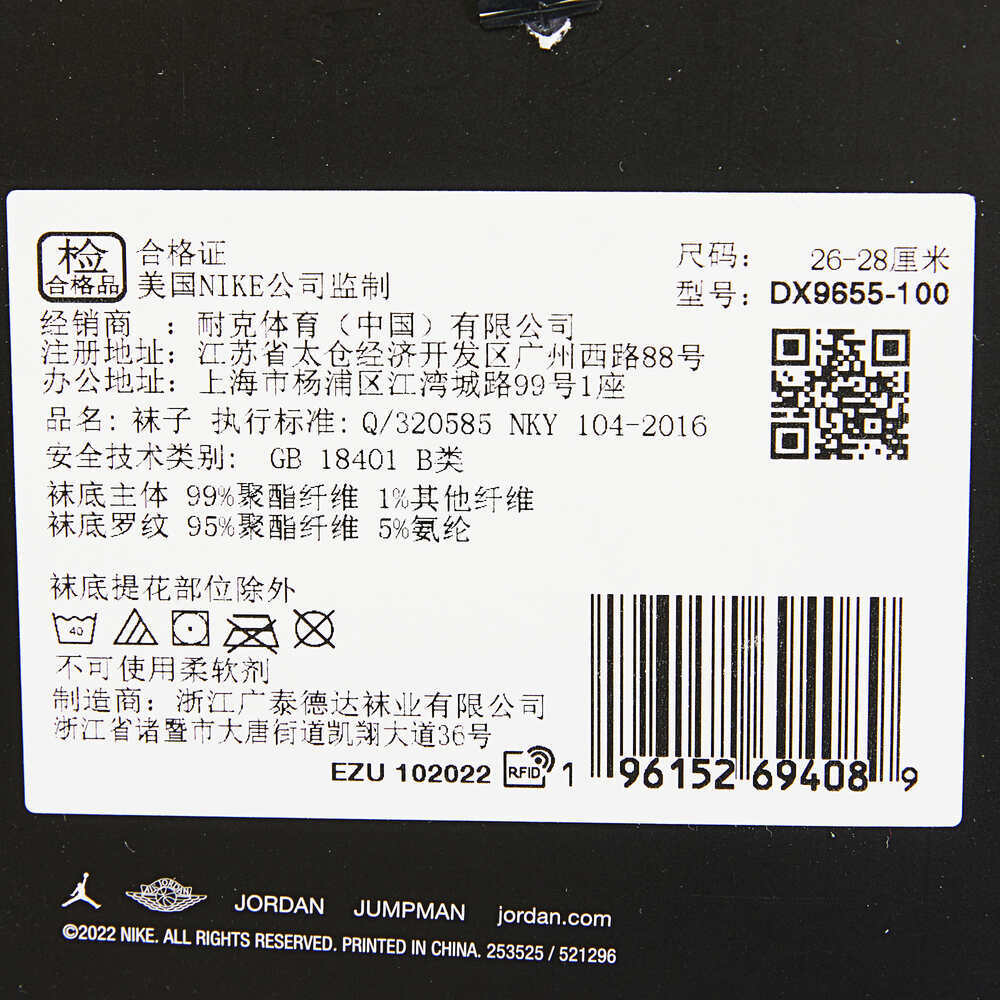 检
合格品
合格证
美国NIKE公司监制
尺码： 26-28厘米
型号： DX9655-100
经销商 ：耐克体育（中国）有限公司
注册地址：江苏省太仓经济开发区广州西路88号
办公地址：上海市杨浦区江湾城路99号1座
品名：袜子 执行标准：Q/320585 NKY 104-2016
安全技术类别： GB 18401 B类
袜底主体 99%聚酯纤维 1%其他纤维
袜底罗纹 95%聚酯纤维 5%氨纶
袜底提花部位除外
40
不可使用柔软剂
制造商：浙江广泰德达袜业有限公司
浙江省诸暨市大唐街道凯翔大道36号
EZU 102022 RFID 1 96152 69408 9
AIR JORDAN JORDAN JUMPMAN jordan.com
©2022 NIKE. ALL RIGHTS RESERVED. PRINTED IN CHINA. 253525 / 521296